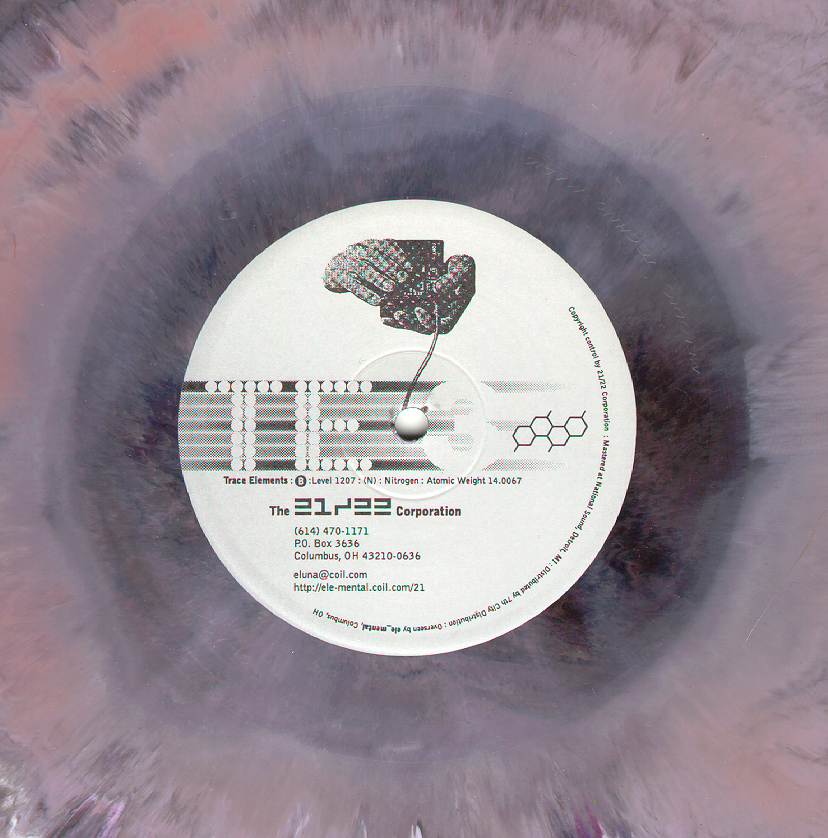 Trace Elements : B :Level 1207 : (N) : Nitrogen : Atomic Weight 14.0067
The 21/22 Corporation
(614) 470-1171
P.O. Box 3636
Columbus, OH 43210-0636
eluna@coil.com
http://ele-mental.coil.com/21
Copyright control by 21/22 Corporation : Mastered at National Sound, Detroit, MI : Distributed by 7th City Distribution : Overseen by ele_mental, Columbus, OH